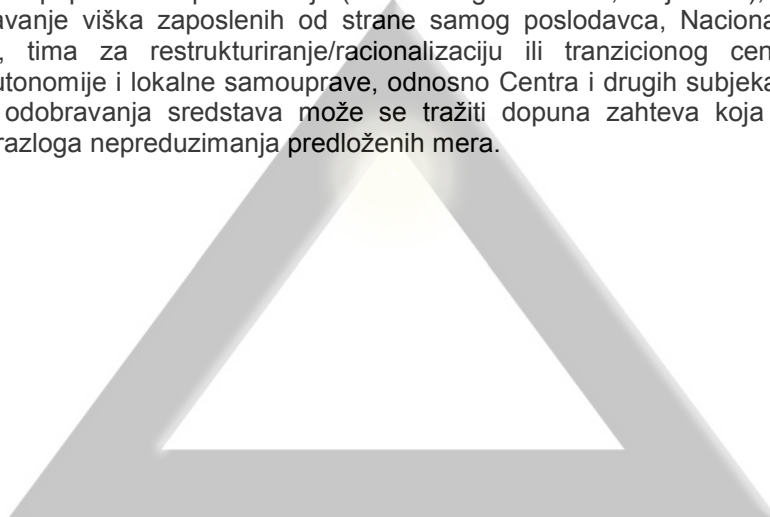 avanje viška zaposlenih od strane samog poslodavca, Naciona
, tima za restrukturiranje/racionalizaciju ili tranzicionog cen
utonomije i lokalne samouprave, odnosno Centra i drugih subjeka
odobravanja sredstava može se tražiti dopuna zahteva koja
razloga nepreduzimanja predloženih mera.